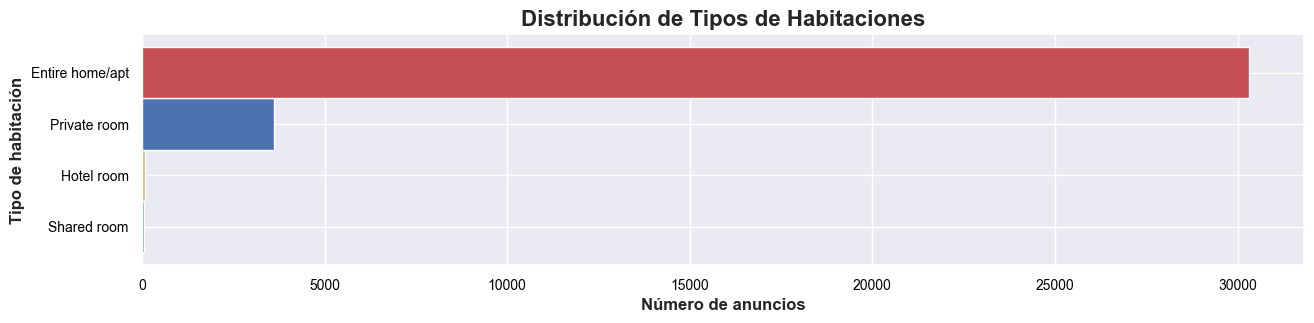 Distribución de Tipos de Habitaciones
Tipo de habitación
Entire home/apt
Private room
Hotel room
Shared room
0 5000 10000 15000 20000 25000 30000
Número de anuncios